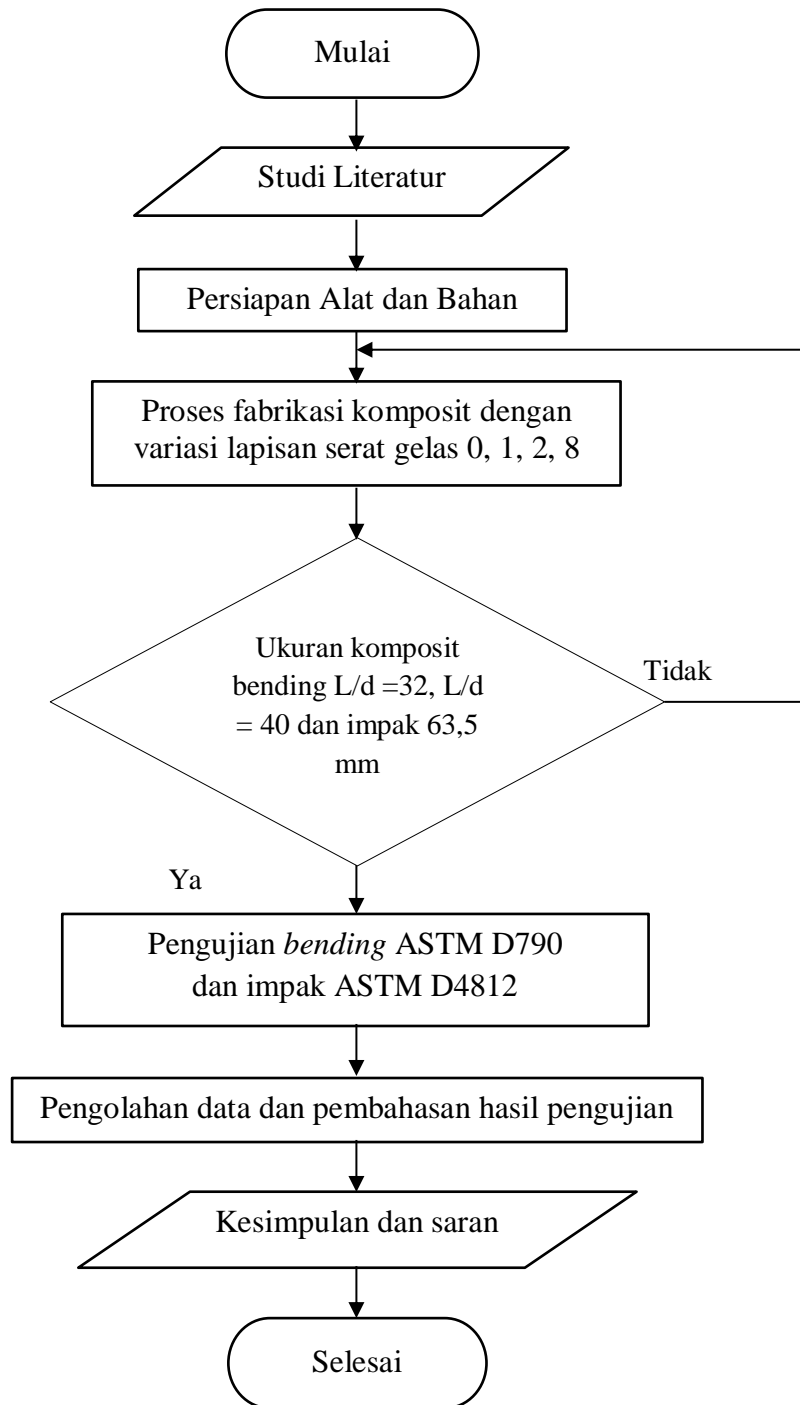 Mulai
Studi Literatur
Persiapan Alat dan Bahan
Proses fabrikasi komposit dengan
variasi lapisan serat gelas 0, 1, 2, 8
Ukuran komposit
bending L/d =32, L/d
= 40 dan impak 63,5
mm
Tidak
Ya
Pengujian bending ASTM D790
dan impak ASTM D4812
Pengolahan data dan pembahasan hasil pengujian
Kesimpulan dan saran
Selesai